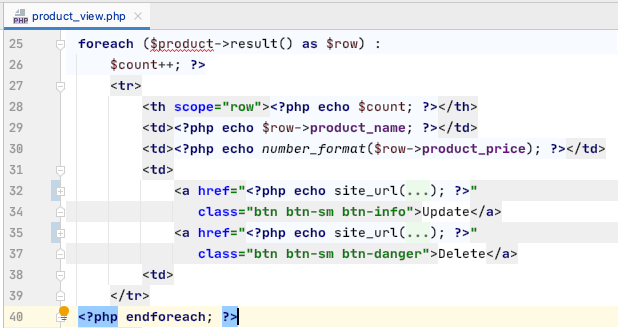 product_view.php
25 foreach ($product->result() as $row) :
26 $count++; ?>
27 <tr>
28 <th scope="row"><?php echo $count; ?></th>
29 <td><?php echo $row->product_name; ?></td>
30 <td><?php echo number_format($row->product_price); ?></td>
31 <td>
32 <a href="<?php echo site_url(...); ?>"
34 class="btn btn-sm btn-info">Update</a>
35 <a href="<?php echo site_url(...); ?>"
37 class="btn btn-sm btn-danger">Delete</a>
38 <td>
39 </tr>
40 <?php endforeach; ?>